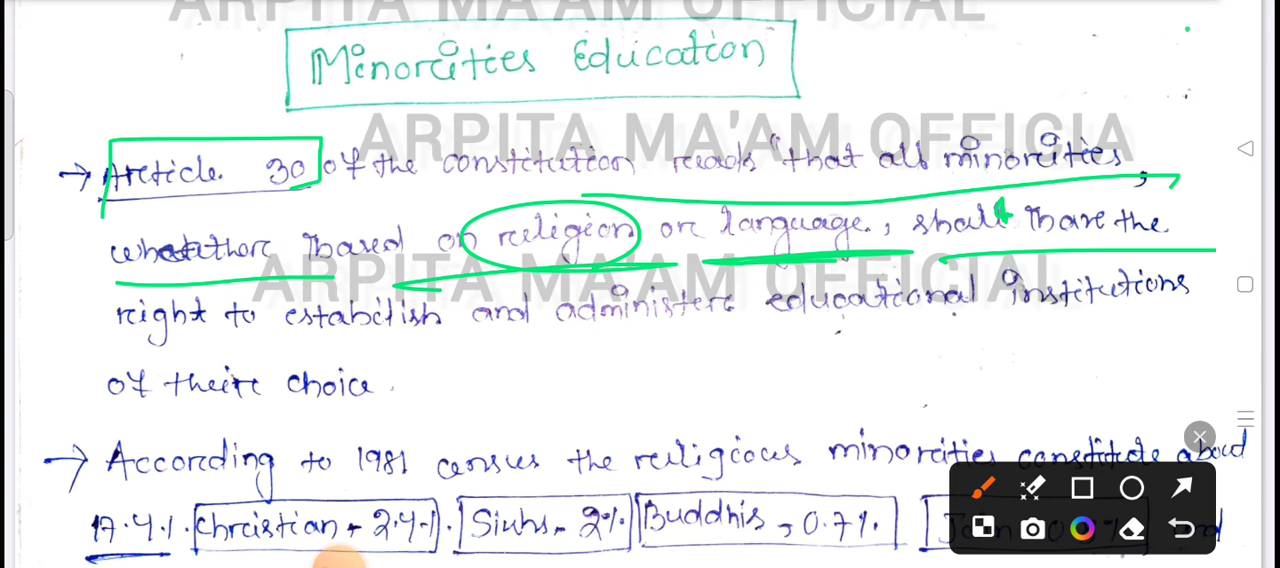 ARPITA MA'AM OFFICIAL
Minorities Education
ARPITA MA'AM OFFICIA
→ Article 30 of the constitution reads "that all minorities,
whether based on religion or language, shall have the
ARPITA MA'AM OFFICIAL
right to establish and administer educational institutions
of their choice.
→ According to 1981 census the religious minorities constitute about
17.4%. Christian - 2.4%. Sikhs - 2% Buddhis, 0.7%.